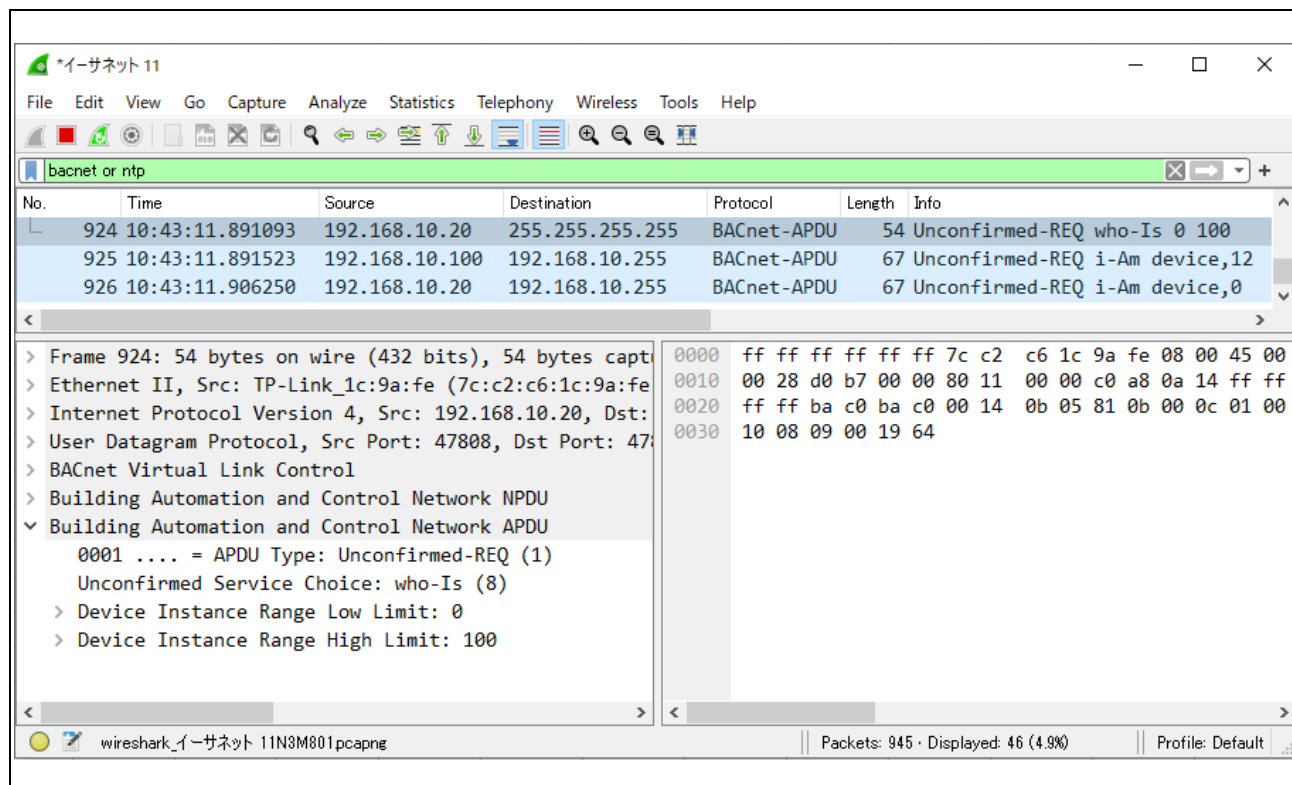 *イーサネット 11
File Edit View Go Capture Analyze Statistics Telephony Wireless Tools Help
bacnet or ntp
No. Time Source Destination Protocol Length Info
924 10:43:11.891093 192.168.10.20 255.255.255.255 BACnet-APDU 54 Unconfirmed-REQ who-Is 0 100
925 10:43:11.891523 192.168.10.100 192.168.10.255 BACnet-APDU 67 Unconfirmed-REQ i-Am device,12
926 10:43:11.906250 192.168.10.20 192.168.10.255 BACnet-APDU 67 Unconfirmed-REQ i-Am device,0
Frame 924: 54 bytes on wire (432 bits), 54 bytes capt
Ethernet II, Src: TP-Link_1c:9a:fe (7c:c2:c6:1c:9a:fe
Internet Protocol Version 4, Src: 192.168.10.20, Dst:
User Datagram Protocol, Src Port: 47808, Dst Port: 47
BACnet Virtual Link Control
Building Automation and Control Network NPDU
Building Automation and Control Network APDU
0001 .... = APDU Type: Unconfirmed-REQ (1)
Unconfirmed Service Choice: who-Is (8)
Device Instance Range Low Limit: 0
Device Instance Range High Limit: 100
0000 ff ff ff ff ff ff 7c c2 c6 1c 9a fe 08 00 45 00
0010 00 28 d0 b7 00 00 80 11 00 00 c0 a8 0a 14 ff ff
0020 ff ff ba c0 ba c0 00 14 0b 05 81 0b 00 0c 01 00
0030 10 08 09 00 19 64
wireshark_イーサネット 11N3M801.pcapng
Packets: 945 · Displayed: 46 (4.9%)
Profile: Default